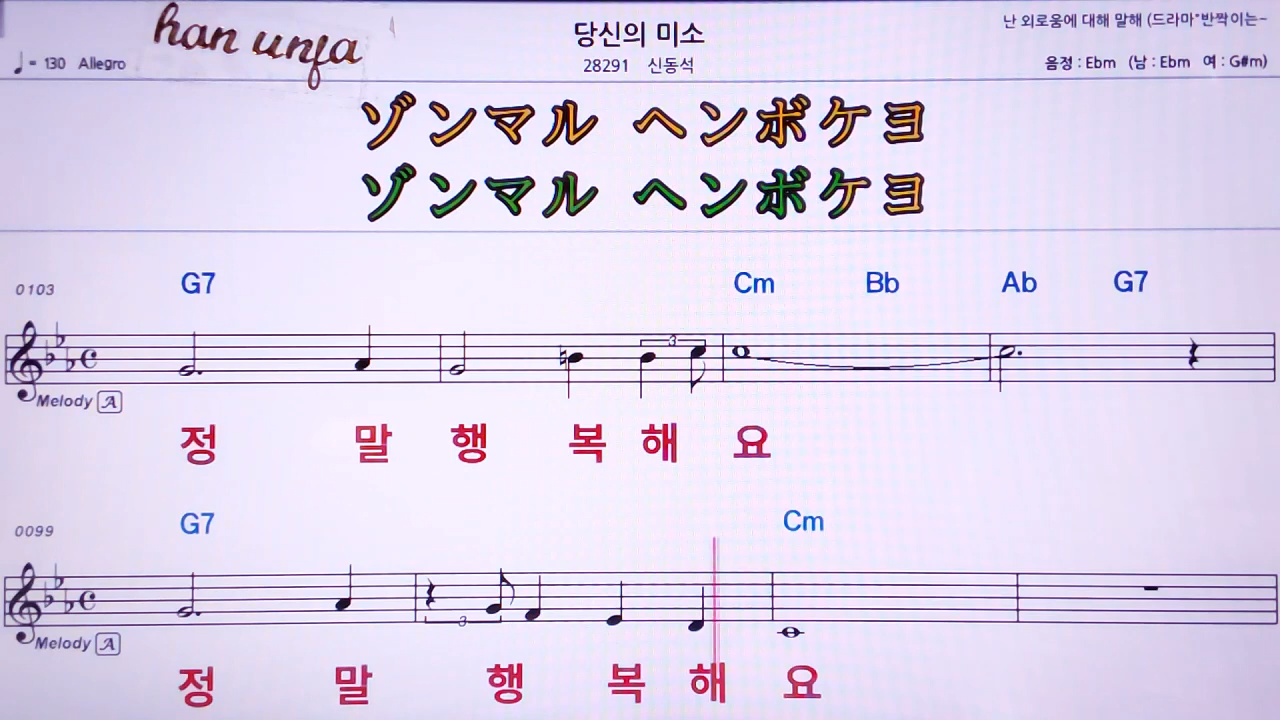 han unfa
당신의 미소
난 외로움에 대해 말해 (드라마"반짝이는~
♩= 130 Allegro
28291 신동석
음정 : Ebm (남 : Ebm 여 : G#m)
ゾンマル ヘンボケヨ
ゾンマル ヘンボケヨ
0103 G7 Cm Bb Ab G7
3
Melody A
정 말 행 복 해 요
0099 G7 Cm
3
Melody A
정 말 행 복 해 요